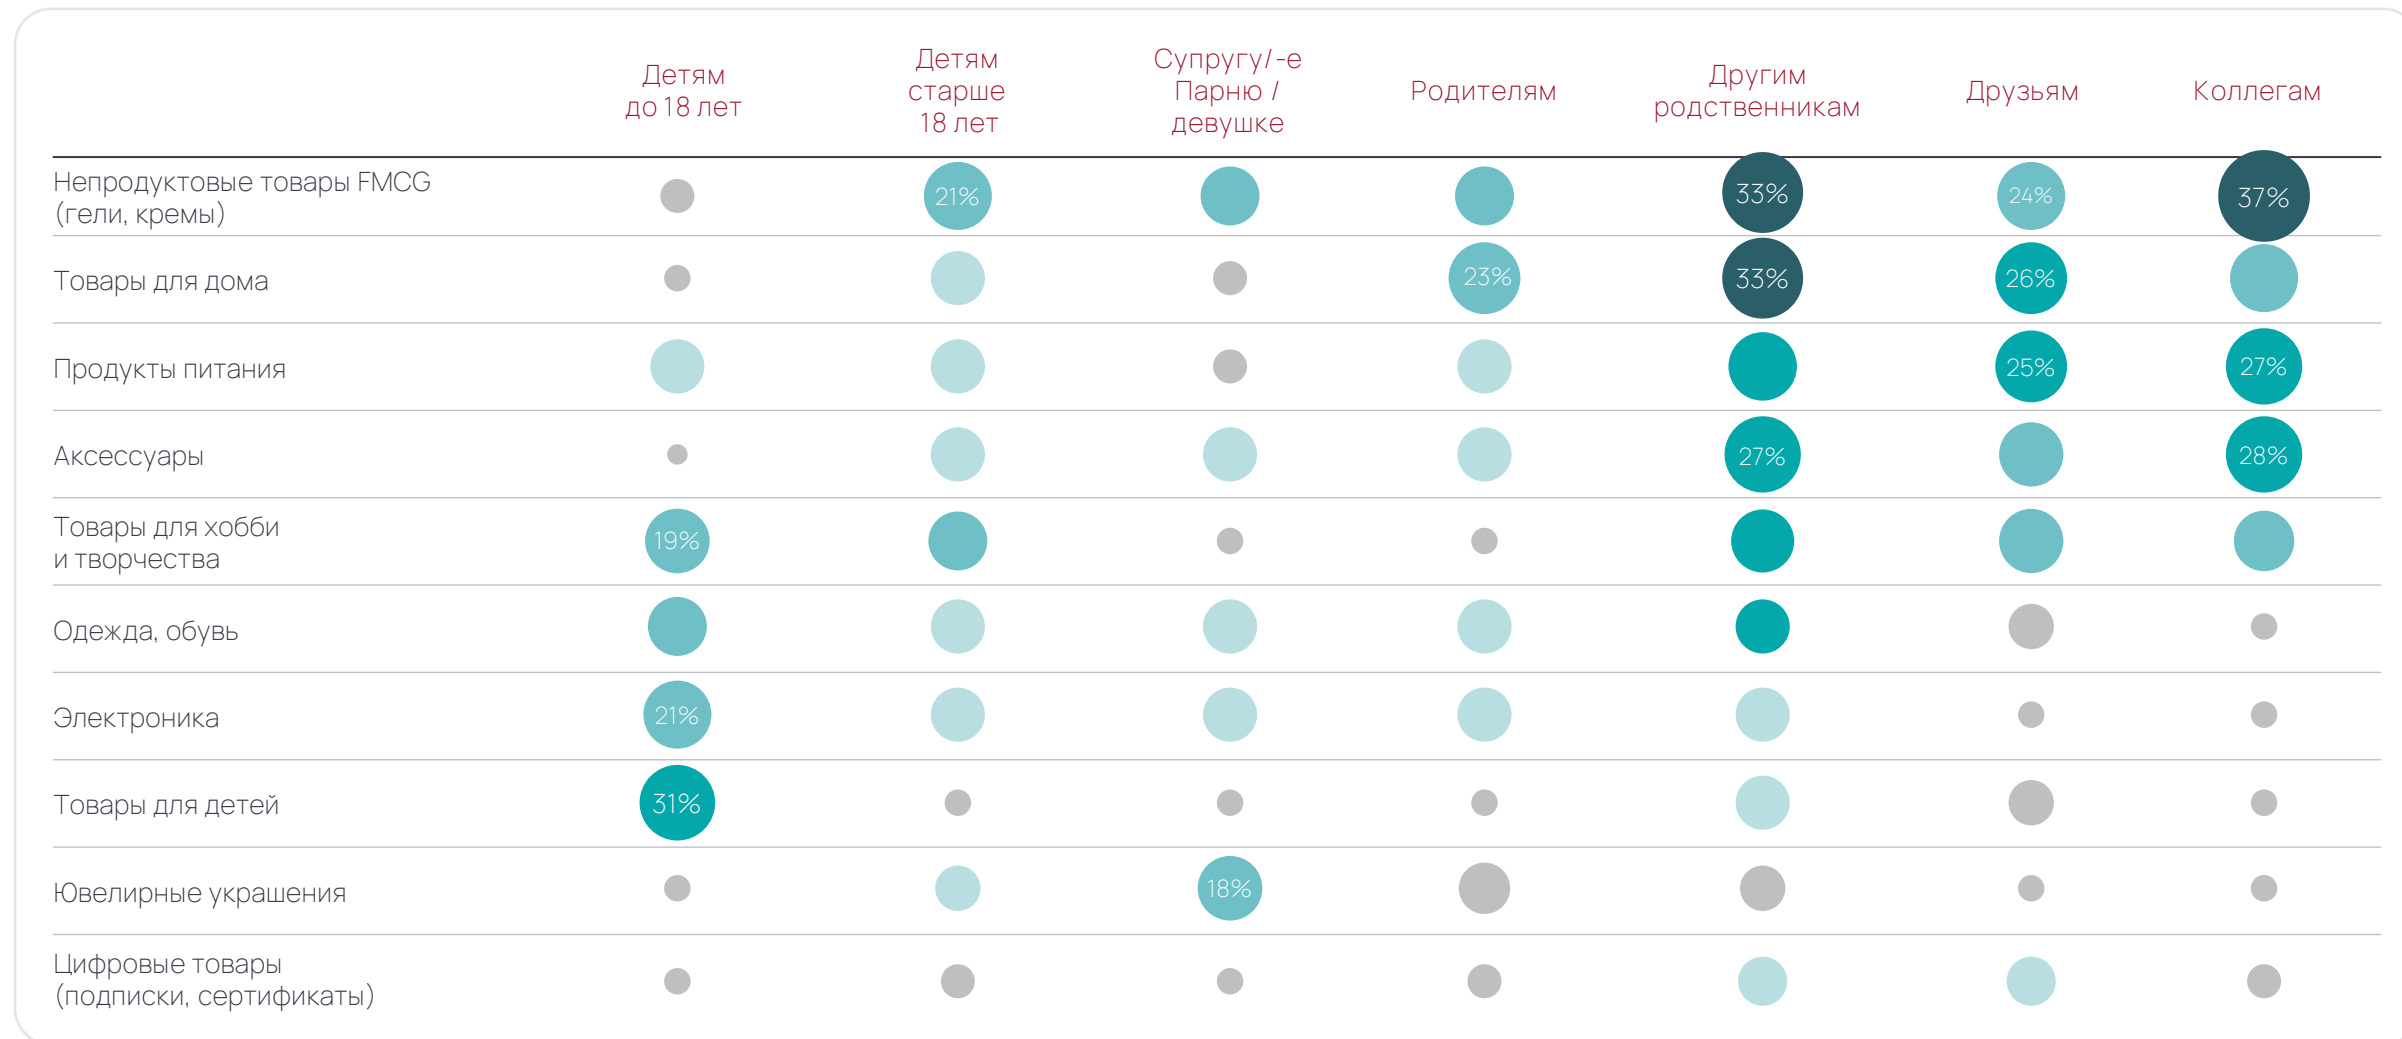 Детям
до 18 лет
Детям
старше
18 лет
Супругу/-е
Парню /
девушке
Родителям
Другим
родственникам
Друзьям
Коллегам
Непродуктовые товары FMCG
(гели, кремы)
21%
33%
24%
37%
Товары для дома
23%
33%
26%
Продукты питания
25%
27%
Аксессуары
27%
28%
Товары для хобби
и творчества
19%
Одежда, обувь
Электроника
21%
Товары для детей
31%
Ювелирные украшения
18%
Цифровые товары
(подписки, сертификаты)